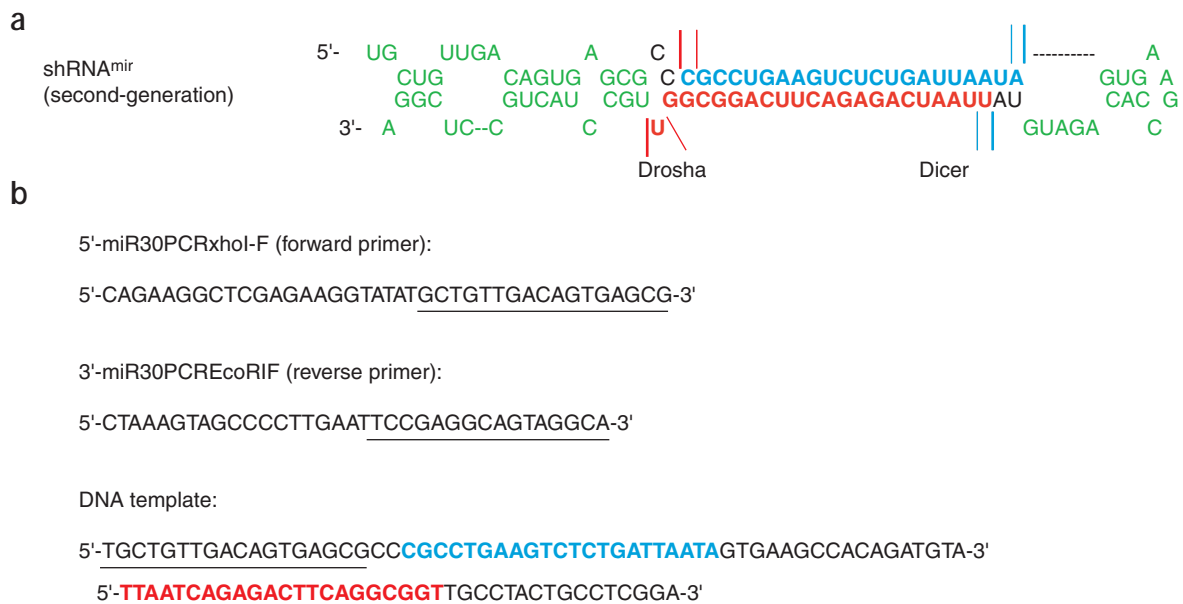 a
shRNAmir
(second-generation)
5'- UG UUGA A C ---------- A
CUG CAGUG GCG C CGCCUGAAGUCUCUGAUUAAUA GUG A
GGC GUCAU CGU GGCGGACUUCAGAGACUAAUUAU CAC G
3'- A UC--C C U GUAGA C
Drosha Dicer
b
5'-miR30PCRxhoI-F (forward primer):
5'-CAGAAGGCTCGAGAAGGTATATGCTGTTGACAGTGAGCG-3'
3'-miR30PCREcoRIF (reverse primer):
5'-CTAAAGTAGCCCCTTGAATTCCGAGGCAGTAGGCA-3'
DNA template:
5'-TGCTGTTGACAGTGAGCGCCCGCCTGAAGTCTCTGATTAATAGTGAAGCCACAGATGTA-3'
5'-TTAATCAGAGACTTCAGGCGGTTGCCTACTGCCTCGGA-3'